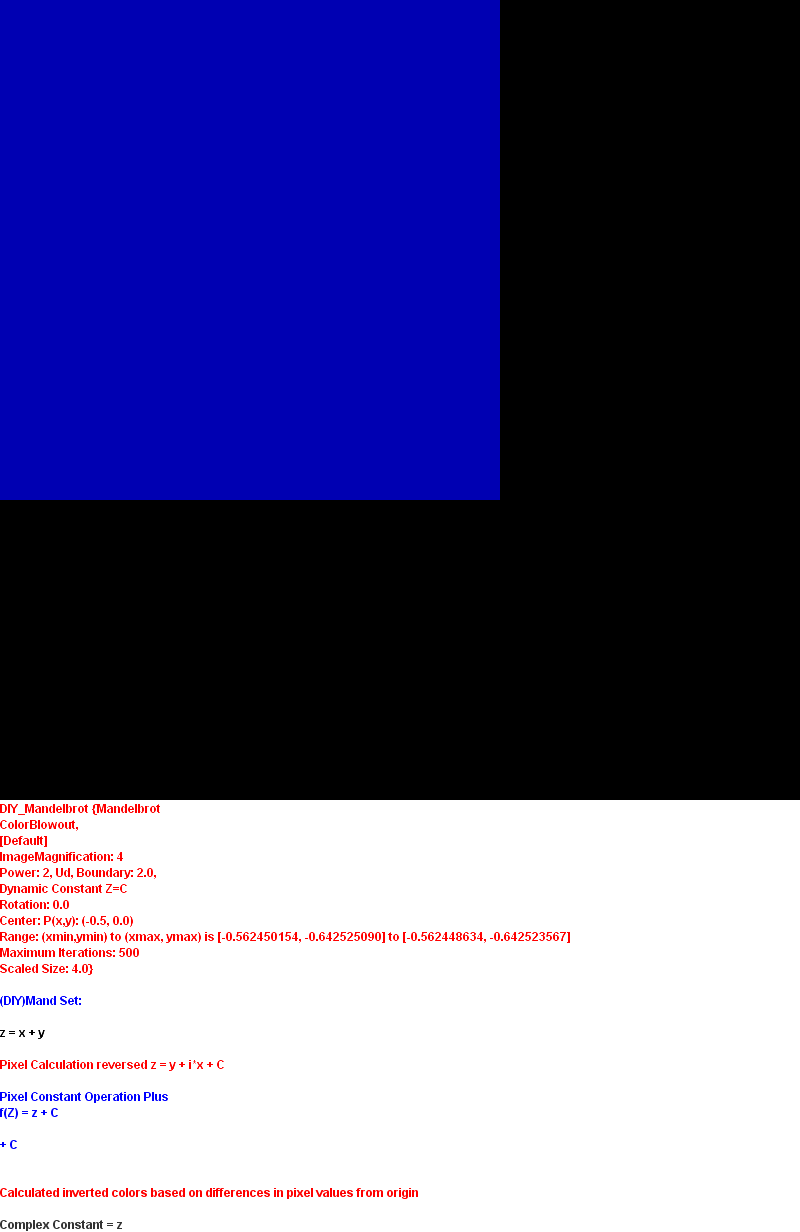 DIY_Mandelbrot {Mandelbrot
ColorBlowout,
[Default]
ImageMagnification: 4
Power: 2, Ud, Boundary: 2.0,
Dynamic Constant Z=C
Rotation: 0.0
Center: P(x,y): (-0.5, 0.0)
Range: (xmin,ymin) to (xmax, ymax) is [-0.562450154, -0.642525090] to [-0.562448634, -0.642523567]
Maximum Iterations: 500
Scaled Size: 4.0}
(DIY)Mand Set:
z = x + y
Pixel Calculation reversed z = y + i*x + C
Pixel Constant Operation Plus
f(Z) = z + C
+ C
Calculated inverted colors based on differences in pixel values from origin
Complex Constant = z